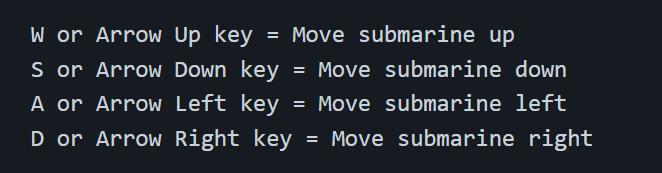 W or Arrow Up key = Move submarine up
S or Arrow Down key = Move submarine down
A or Arrow Left key = Move submarine left
D or Arrow Right key = Move submarine right